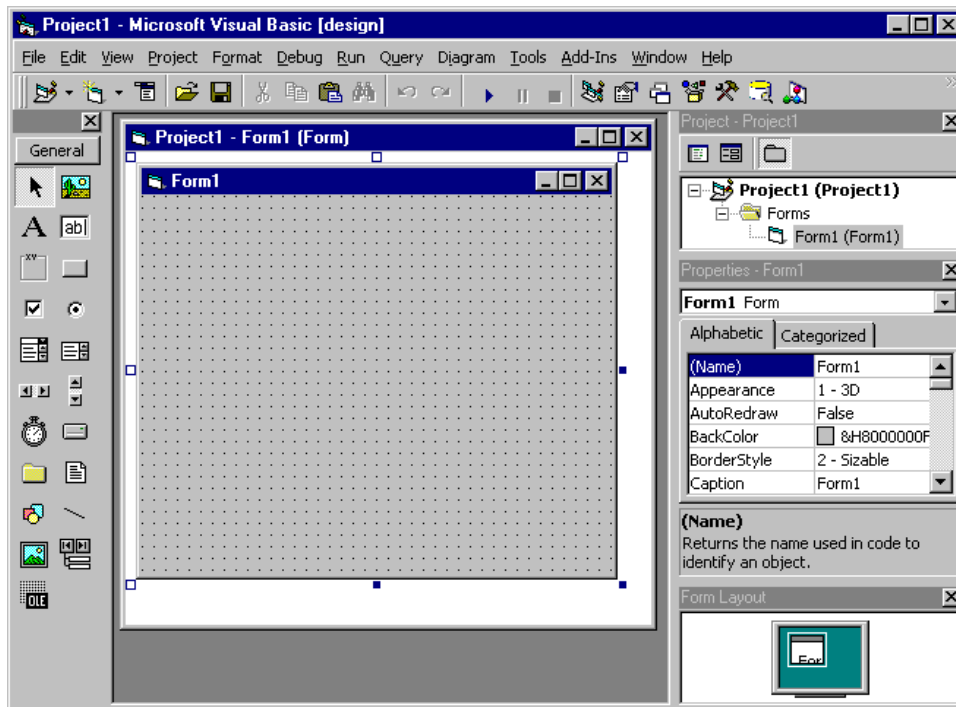 Project1 - Microsoft Visual Basic [design]
File Edit View Project Format Debug Run Query Diagram Tools Add-Ins Window Help
General
A
ab
XV
OLE
Project1 - Form1 (Form)
Form1
Project - Project1
Project1 (Project1)
Forms
Form1 (Form1)
Properties - Form1
Form1 Form
Alphabetic Categorized
(Name) Form1
Appearance 1 - 3D
AutoRedraw False
BackColor &H8000000F
BorderStyle 2 - Sizable
Caption Form1
(Name)
Returns the name used in code to
identify an object.
Form Layout
For